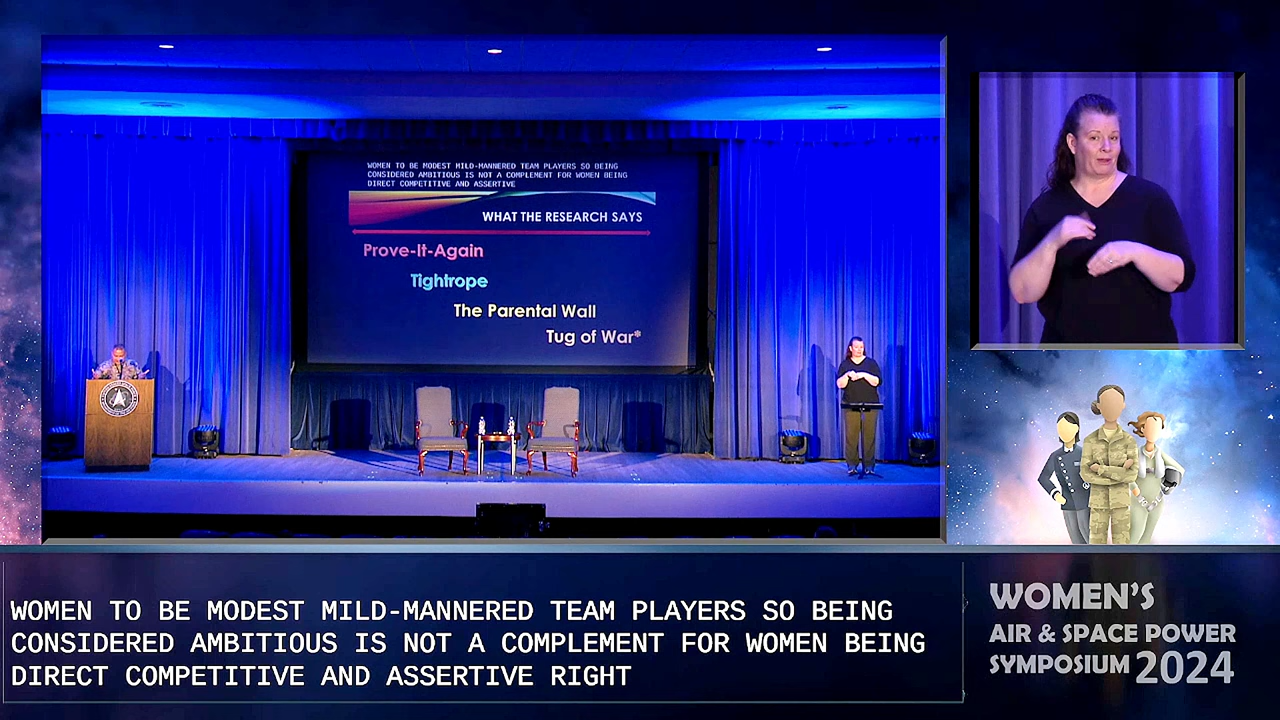 WOMEN TO BE MODEST MILD-MANNERED TEAM PLAYERS SO BEING
CONSIDERED AMBITIOUS IS NOT A COMPLEMENT FOR WOMEN BEING
DIRECT COMPETITIVE AND ASSERTIVE
WHAT THE RESEARCH SAYS
Prove-It-Again
Tightrope
The Parental Wall
Tug of War*
WOMEN TO BE MODEST MILD-MANNERED TEAM PLAYERS SO BEING
CONSIDERED AMBITIOUS IS NOT A COMPLEMENT FOR WOMEN BEING
DIRECT COMPETITIVE AND ASSERTIVE RIGHT
WOMEN'S
AIR & SPACE POWER
SYMPOSIUM 2024